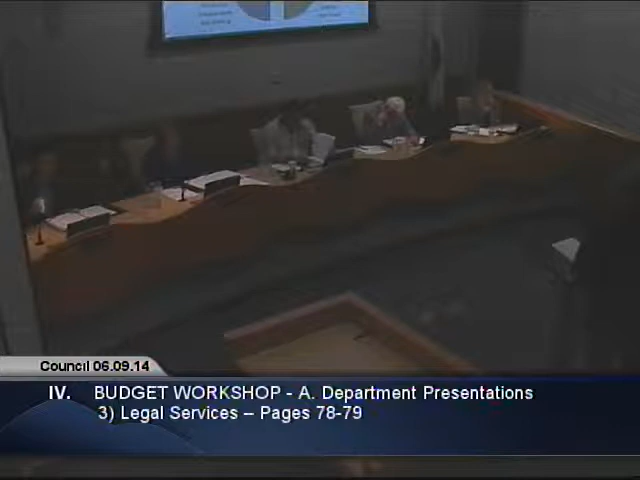 Council 06.09.14
IV. BUDGET WORKSHOP - A. Department Presentations
3) Legal Services – Pages 78-79